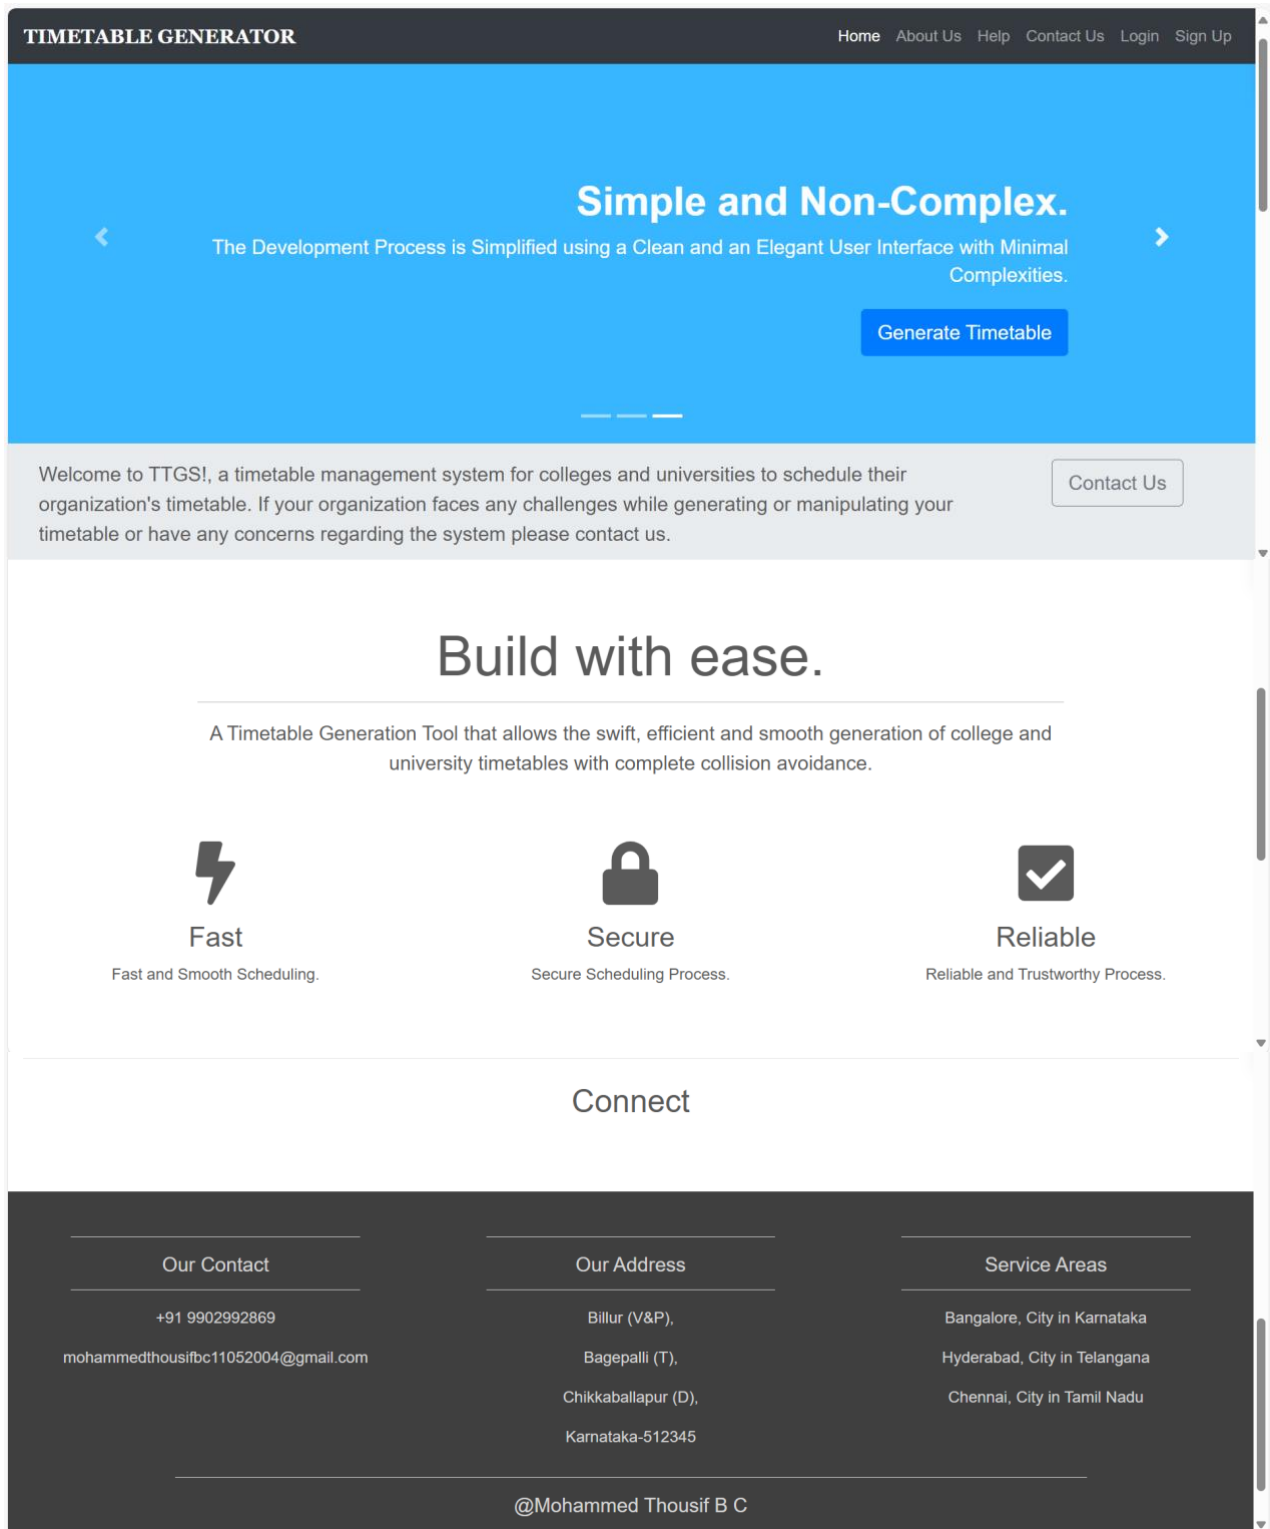 TIMETABLE GENERATOR
Home About Us Help Contact Us Login Sign Up
Simple and Non-Complex.
The Development Process is Simplified using a Clean and an Elegant User Interface with Minimal
Complexities.
Generate Timetable
Welcome to TTGS!, a timetable management system for colleges and universities to schedule their
organization's timetable. If your organization faces any challenges while generating or manipulating your
timetable or have any concerns regarding the system please contact us.
Contact Us
Build with ease.
A Timetable Generation Tool that allows the swift, efficient and smooth generation of college and
university timetables with complete collision avoidance.
Fast
Fast and Smooth Scheduling.
Secure
Secure Scheduling Process.
Reliable
Reliable and Trustworthy Process.
Connect
Our Contact
+91 9902992869
mohammedthousifbc11052004@gmail.com
Our Address
Billur (V&P),
Bagepalli (T),
Chikkaballapur (D),
Karnataka-512345
Service Areas
Bangalore, City in Karnataka
Hyderabad, City in Telangana
Chennai, City in Tamil Nadu
@Mohammed Thousif B C